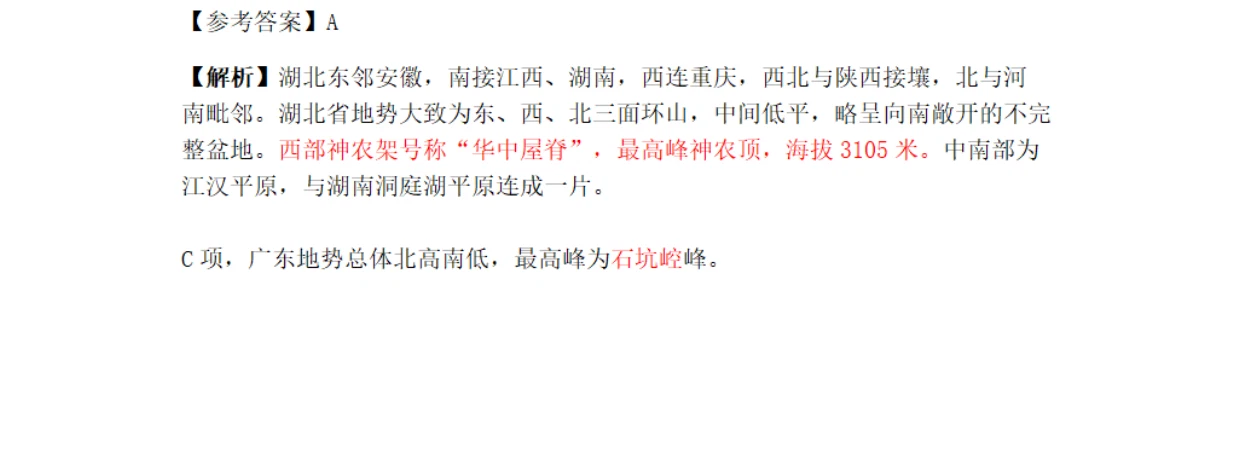 【参考答案】A
【解析】湖北东邻安徽，南接江西、湖南，西连重庆，西北与陕西接壤，北与河
南毗邻。湖北省地势大致为东、西、北三面环山，中间低平，略呈向南敞开的不完
整盆地。西部神农架号称“华中屋脊”，最高峰神农顶，海拔 3105 米。中南部为
江汉平原，与湖南洞庭湖平原连成一片。
C 项，广东地势总体北高南低，最高峰为石坑崆峰。